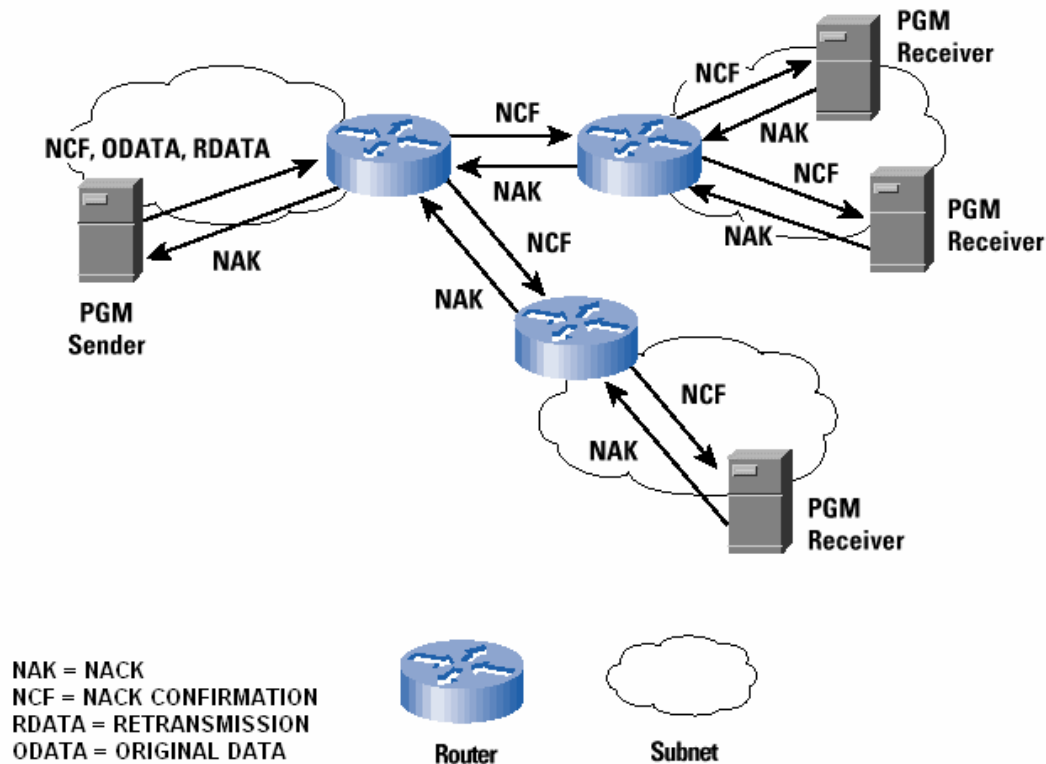 PGM
Receiver
NCF
NAK
NCF
NAK
NCF, ODATA, RDATA
NAK
PGM
Sender
NCF
NAK
PGM
Receiver
NCF
NAK
NCF
NAK
PGM
Receiver
NAK = NACK
NCF = NACK CONFIRMATION
RDATA = RETRANSMISSION
ODATA = ORIGINAL DATA
Router
Subnet